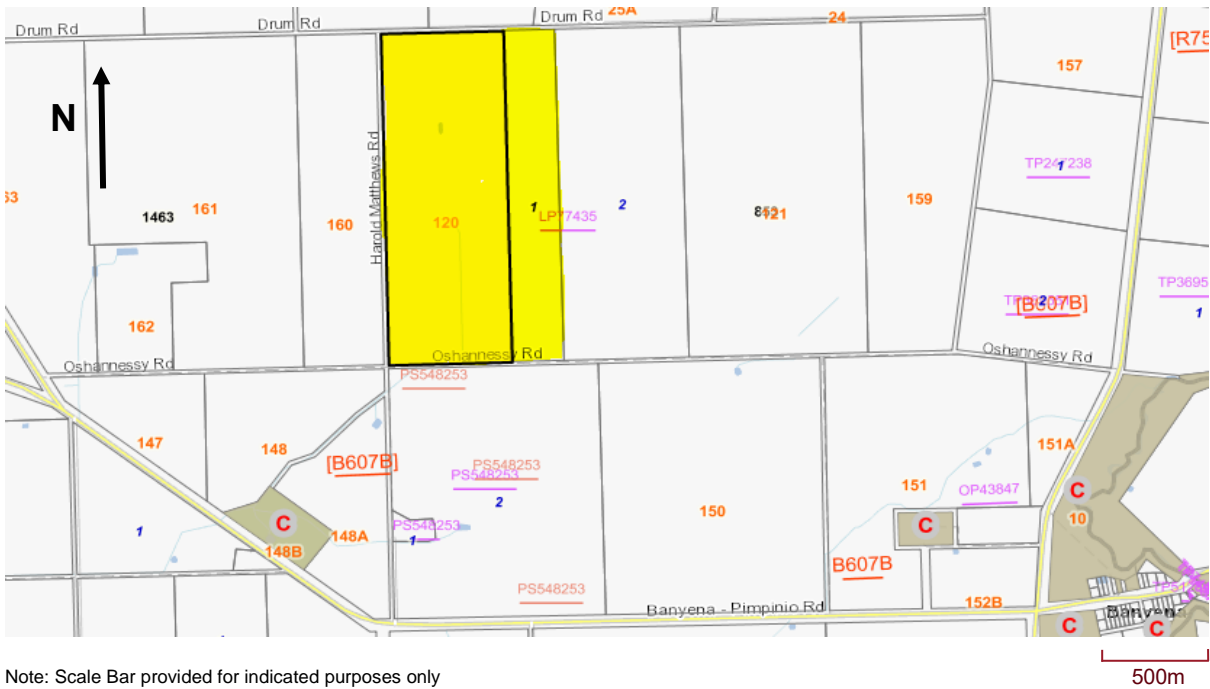 Drum Rd
Drum Rd
Drum Rd
25A
24
[R75
157
N
Harold Matthews Rd
TP247238
1
63
1463
161
160
120
1
LP77435
2
121
159
TP3695
1
2
[B607B]
162
Oshannessy Rd
Oshannessy Rd
Oshannessy Rd
PS548253
147
148
[B607B]
PS548253
PS548253
2
150
151
151A
OP43847
C
10
1
C
148A
148B
PS548253
1
C
B607B
PS548253
Banyena - Pimpinio Rd
152B
Banyena
C
C
Note: Scale Bar provided for indicated purposes only
500m